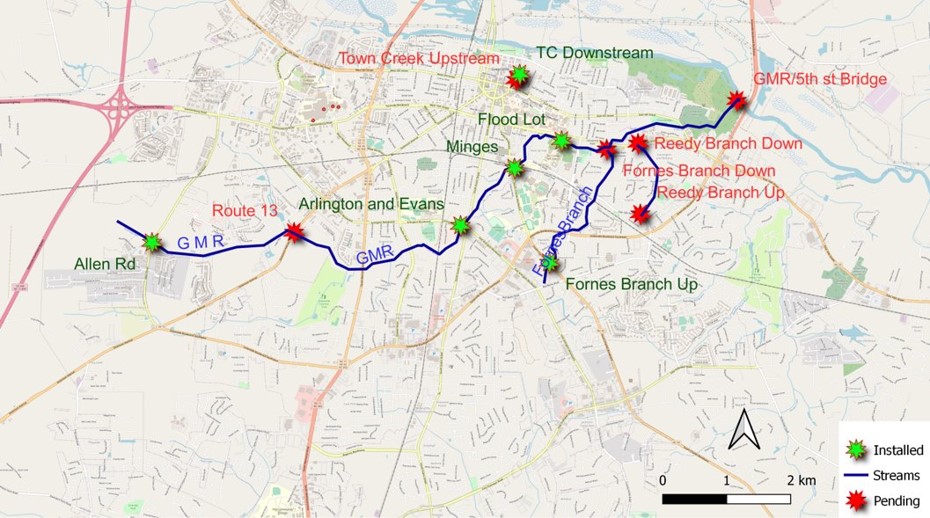 TC Downstream
Town Creek Upstream
GMR/5th st Bridge
Flood Lot
Minges
Reedy Branch Down
Fornes Branch Down
Reedy Branch Up
Arlington and Evans
Route 13
FornesBranch
G M R
GMR
Allen Rd
Fornes Branch Up
Installed
Streams
Pending
0 1 2 km